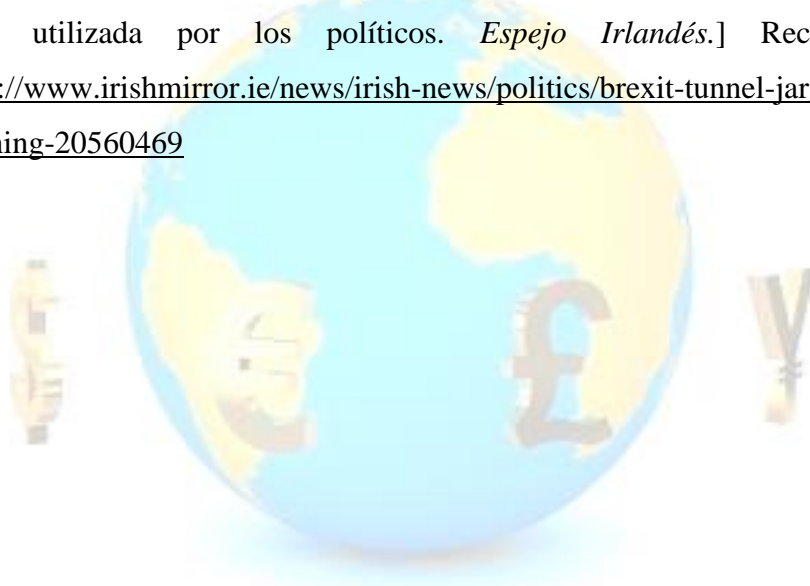 utilizada por los políticos. Espejo Irlandés.] Rec
://www.irishmirror.ie/news/irish-news/politics/brexit-tunnel-jar
ing-20560469
$ € £ ¥